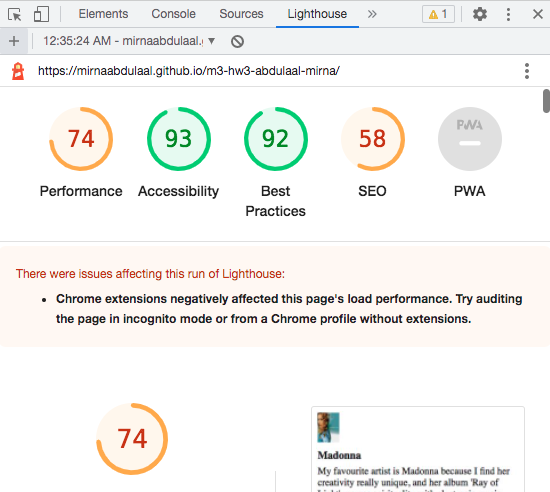 Elements Console Sources Lighthouse » 1
12:35:24 AM - mirnaabdulaal.g
https://mirnaabdulaal.github.io/m3-hw3-abdulaal-mirna/
74 93 92 58 PWA
Performance Accessibility Best SEO PWA
Practices
There were issues affecting this run of Lighthouse:
• Chrome extensions negatively affected this page's load performance. Try auditing
the page in incognito mode or from a Chrome profile without extensions.
74
Madonna
My favourite artist is Madonna because I find her
creativity really unique, and her album 'Ray of